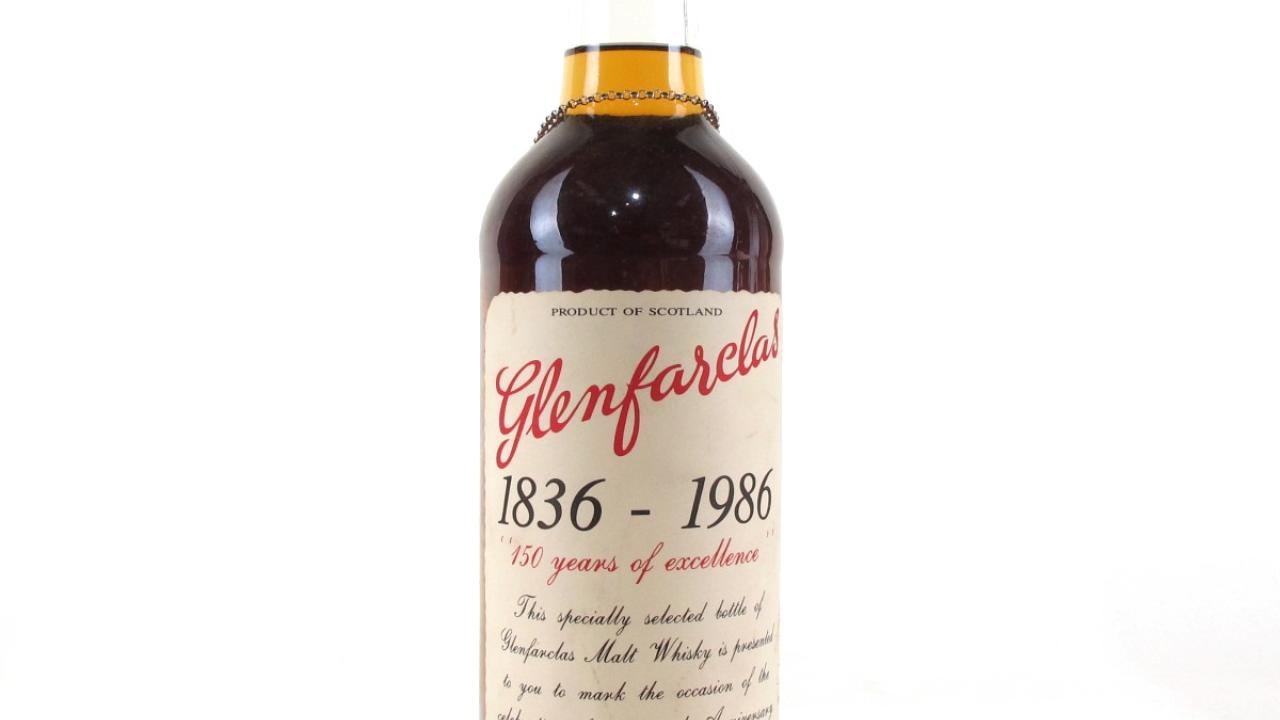 PRODUCT OF SCOTLAND
Glenfarclas
1836 - 1986
"150 years of excellence"
This specially selected bottle of
Glenfarclas Malt Whisky is presented
to you to mark the occasion of the
Anniversary